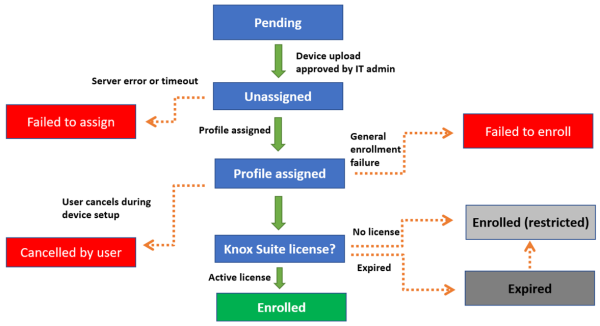 Pending
Device upload
approved by IT admin
Server error or timeout
Unassigned
Failed to assign
Profile assigned
General
enrollment
failure
Failed to enroll
Profile assigned
User cancels during
device setup
No license
Enrolled (restricted)
Cancelled by user
Knox Suite license?
Expired
Active license
Expired
Enrolled